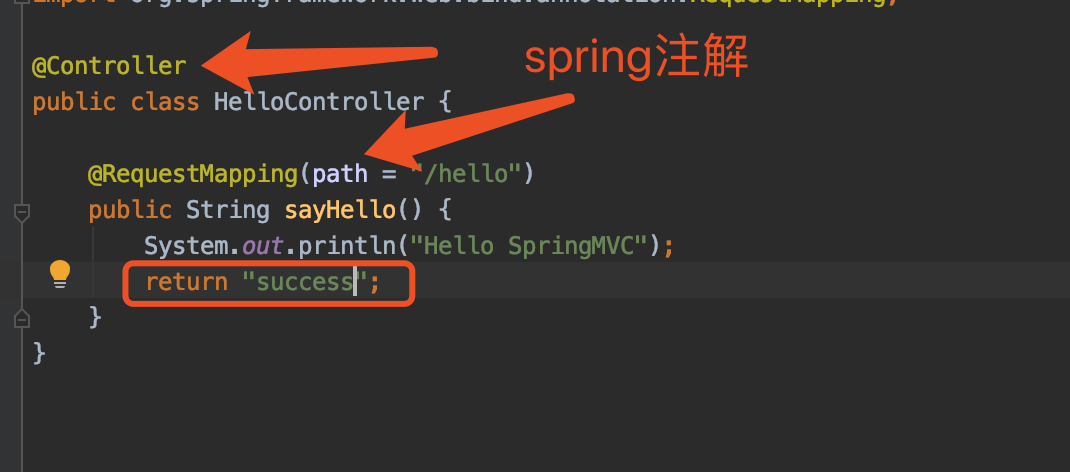 import org.springframework.web.bind.annotation.RequestMapping;
@Controller
spring注解
public class HelloController {
@RequestMapping(path = "/hello")
public String sayHello() {
System.out.println("Hello SpringMVC");
return "success";
}
}